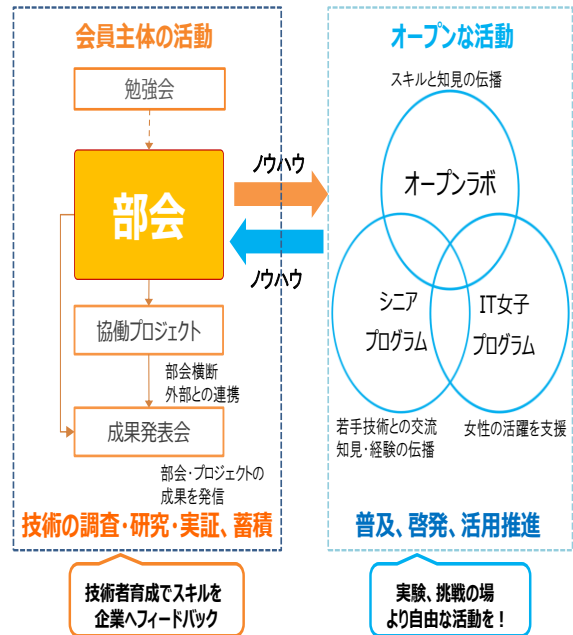 会員主体の活動
勉強会
部会
協働プロジェクト
部会横断
外部との連携
成果発表会
部会・プロジェクトの
成果を発信
技術の調査・研究・実証、蓄積
技術者育成でスキルを
企業へフィードバック
ノウハウ
ノウハウ
オープンな活動
スキルと知見の伝播
オープンラボ
シニア
プログラム
IT女子
プログラム
若手技術との交流
知見・経験の伝播
女性の活躍を支援
普及、啓発、活用推進
実験、挑戦の場
より自由な活動を！